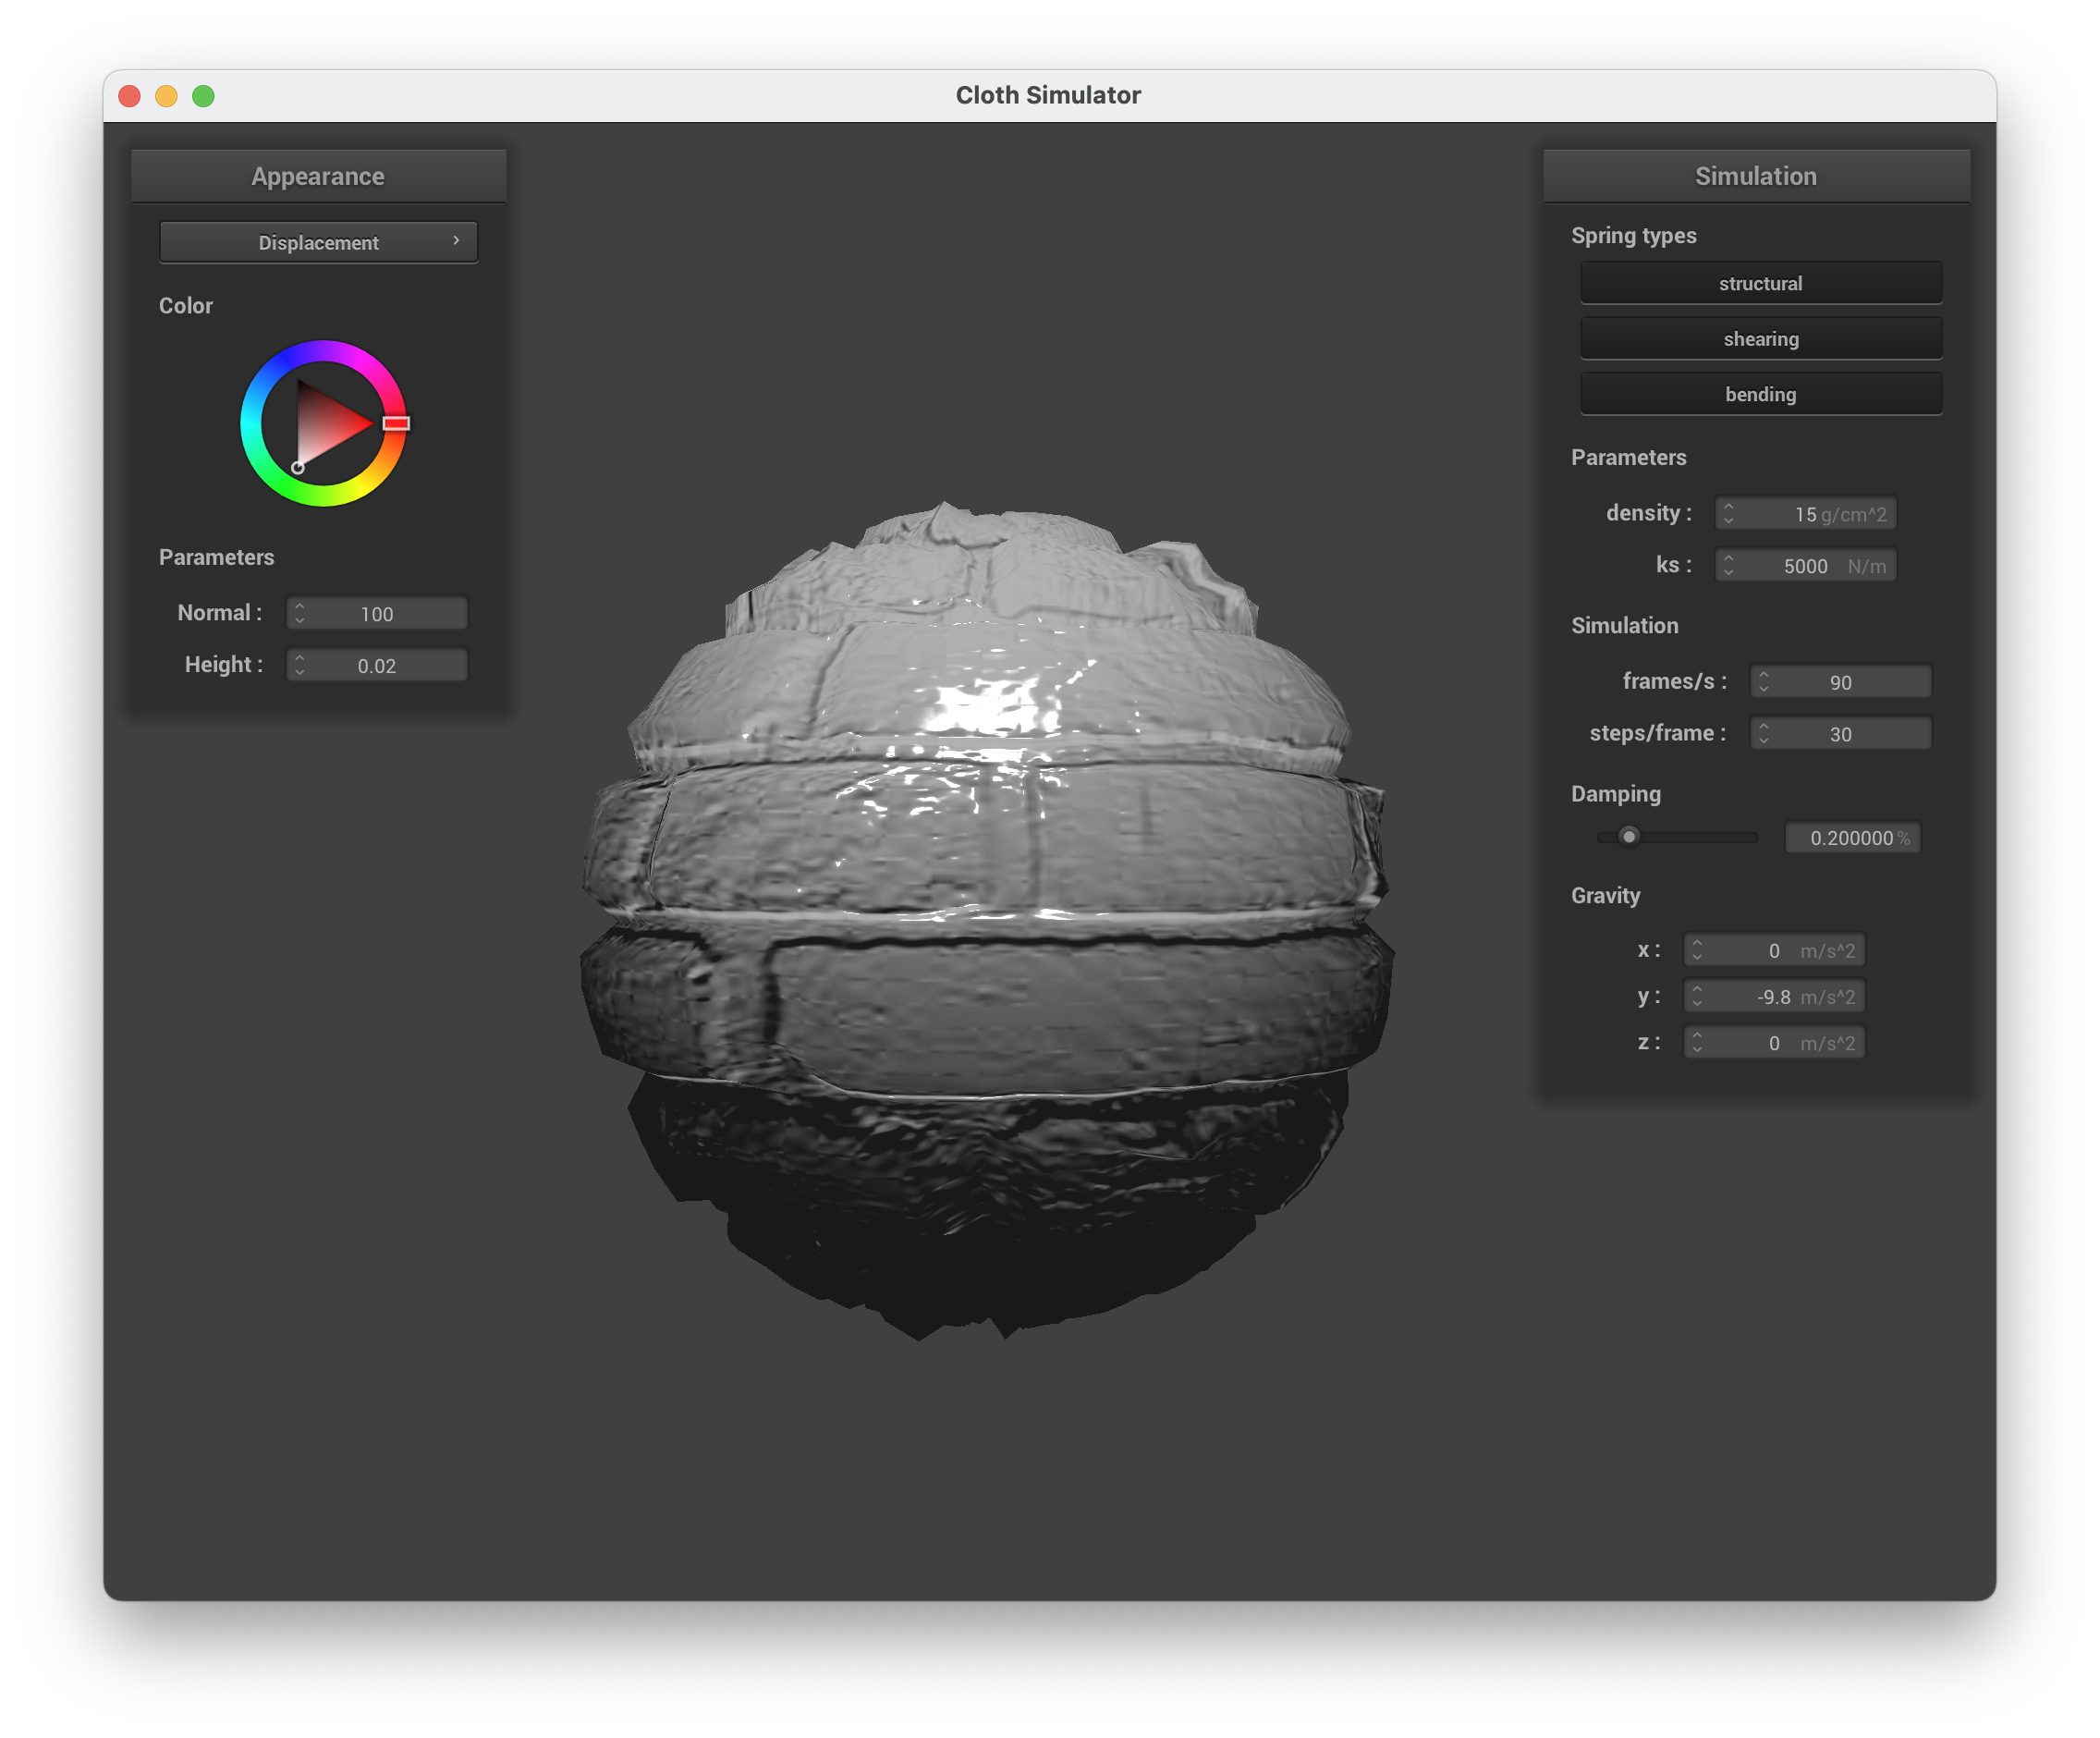 Cloth Simulator
Appearance
Displacement
Color
Parameters
Normal : 100
Height : 0.02
Simulation
Spring types
structural
shearing
bending
Parameters
density : 15 g/cm^2
ks : 5000 N/m
Simulation
frames/s : 90
steps/frame : 30
Damping
0.200000 %
Gravity
x : 0 m/s^2
y : -9.8 m/s^2
z : 0 m/s^2